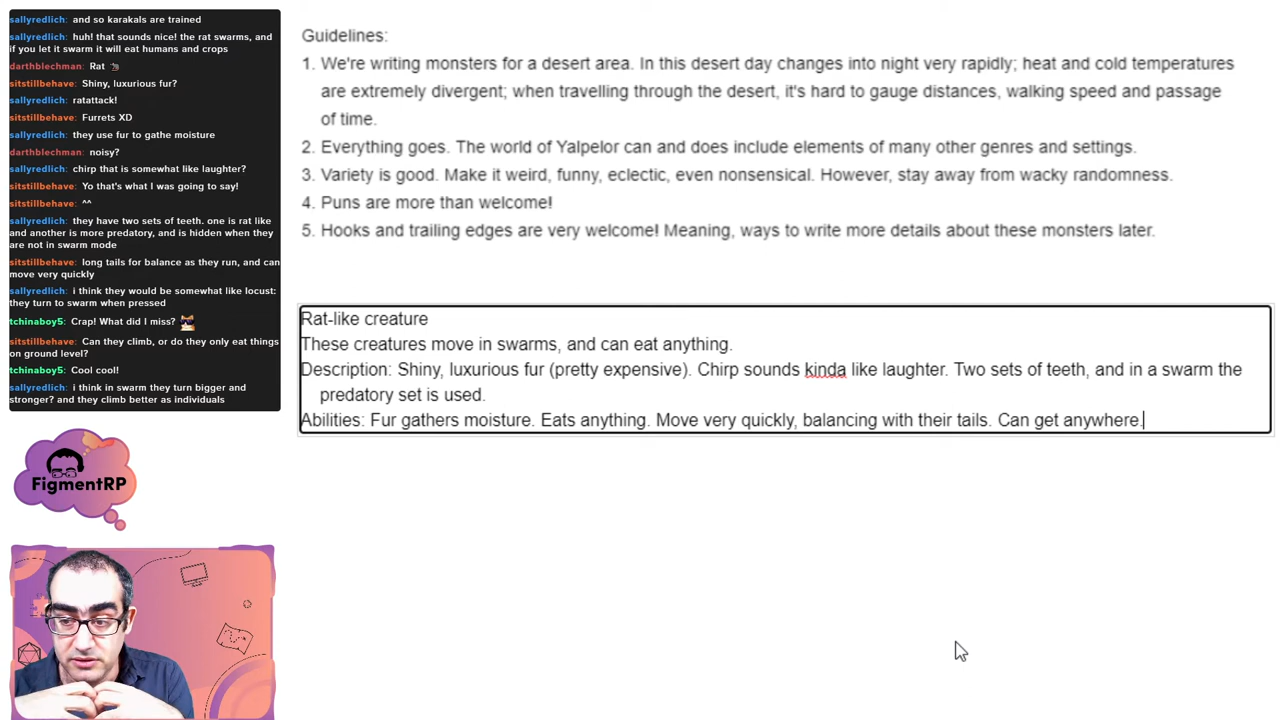 sallyredlich: and so karakals are trained
sallyredlich: huh! that sounds nice! the rat swarms, and
if you let it swarm it will eat humans and crops
darthblechman: Rat
sitstillbehave: Shiny, luxurious fur?
sallyredlich: ratattack!
sitstillbehave: Furrets XD
sallyredlich: they use fur to gathe moisture
darthblechman: noisy?
sallyredlich: chirp that is somewhat like laughter?
sitstillbehave: Yo that's what I was going to say!
sitstillbehave: ^^
sallyredlich: they have two sets of teeth. one is rat like
and another is more predatory, and is hidden when they
are not in swarm mode
sitstillbehave: long tails for balance as they run, and can
move very quickly
sallyredlich: i think they would be somewhat like locust:
they turn to swarm when pressed
tchinaboy5: Crap! What did I miss?
sitstillbehave: Can they climb, or do they only eat things
on ground level?
tchinaboy5: Cool cool!
sallyredlich: i think in swarm they turn bigger and
stronger? and they climb better as individuals
FigmentRP
Guidelines:
1. We're writing monsters for a desert area. In this desert day changes into night very rapidly; heat and cold temperatures
are extremely divergent; when travelling through the desert, it's hard to gauge distances, walking speed and passage
of time.
2. Everything goes. The world of Yalpelor can and does include elements of many other genres and settings.
3. Variety is good. Make it weird, funny, eclectic, even nonsensical. However, stay away from wacky randomness.
4. Puns are more than welcome!
5. Hooks and trailing edges are very welcome! Meaning, ways to write more details about these monsters later.
Rat-like creature
These creatures move in swarms, and can eat anything.
Description: Shiny, luxurious fur (pretty expensive). Chirp sounds kinda like laughter. Two sets of teeth, and in a swarm the
predatory set is used.
Abilities: Fur gathers moisture. Eats anything. Move very quickly, balancing with their tails. Can get anywhere.